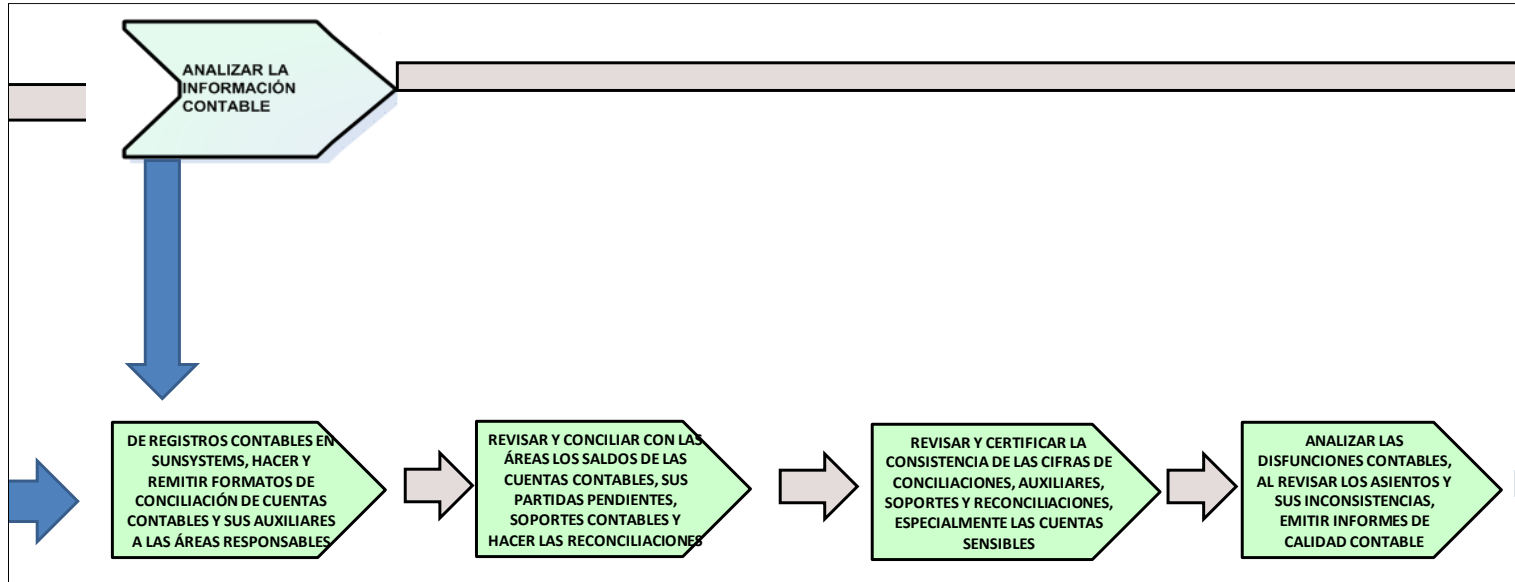 ANALIZAR LA
INFORMACIÓN
CONTABLE
DE REGISTROS CONTABLES EN
SUNSYSTEMS, HACER Y
REMITIR FORMATOS DE
CONCILIACIÓN DE CUENTAS
CONTABLES Y SUS AUXILIARES
A LAS ÁREAS RESPONSABLES
REVISAR Y CONCILIAR CON LAS
ÁREAS LOS SALDOS DE LAS
CUENTAS CONTABLES, SUS
PARTIDAS PENDIENTES,
SOPORTES CONTABLES Y
HACER LAS RECONCILIACIONES
REVISAR Y CERTIFICAR LA
CONSISTENCIA DE LAS CIFRAS DE
CONCILIACIONES, AUXILIARES,
SOPORTES Y RECONCILIACIONES,
ESPECIALMENTE LAS CUENTAS
SENSIBLES
ANALIZAR LAS
DISFUNCIONES CONTABLES,
AL REVISAR LOS ASIENTOS Y
SUS INCONSISTENCIAS,
EMITIR INFORMES DE
CALIDAD CONTABLE